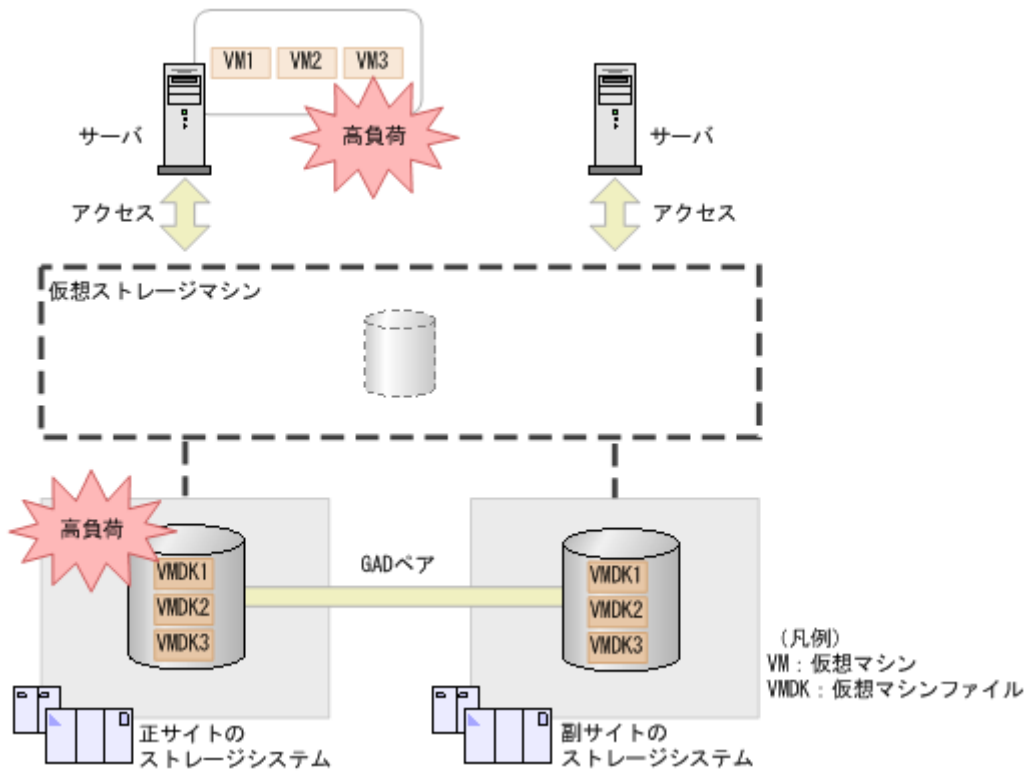 VM1 VM2 VM3
高負荷
サーバ
サーバ
アクセス
アクセス
仮想ストレージマシン
高負荷
GADペア
VMDK1
VMDK2
VMDK3
VMDK1
VMDK2
VMDK3
（凡例）
VM：仮想マシン
VMDK：仮想マシンファイル
正サイトの
ストレージシステム
副サイトの
ストレージシステム